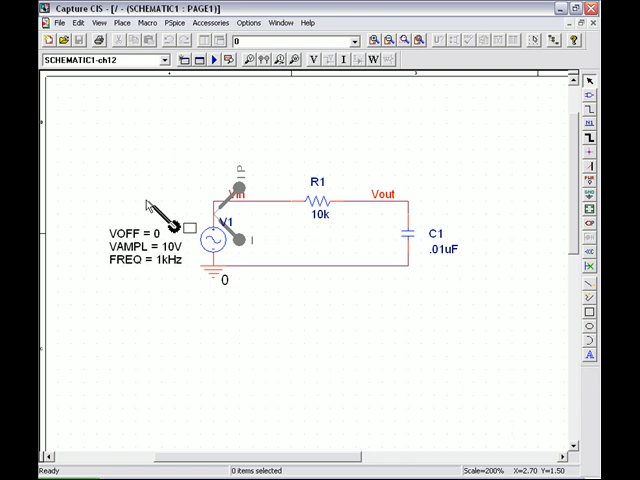 Capture CIS - [/ - (SCHEMATIC1 : PAGE1)]
File Edit View Place Macro PSpice Accessories Options Window Help
0
SCHEMATIC1-ch12
V I W
IP
Vin
R1
Vout
10k
V1
I
VOFF = 0
VAMPL = 10V
FREQ = 1kHz
C1
.01uF
0
Ready
0 items selected
Scale=200% X=2.70 Y=1.50